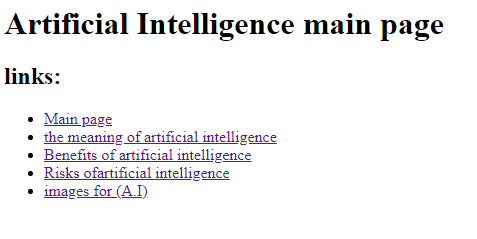 Artificial Intelligence main page
links:
Main page
the meaning of artificial intelligence
Benefits of artificial intelligence
Risks ofartificial intelligence
images for (A.I)